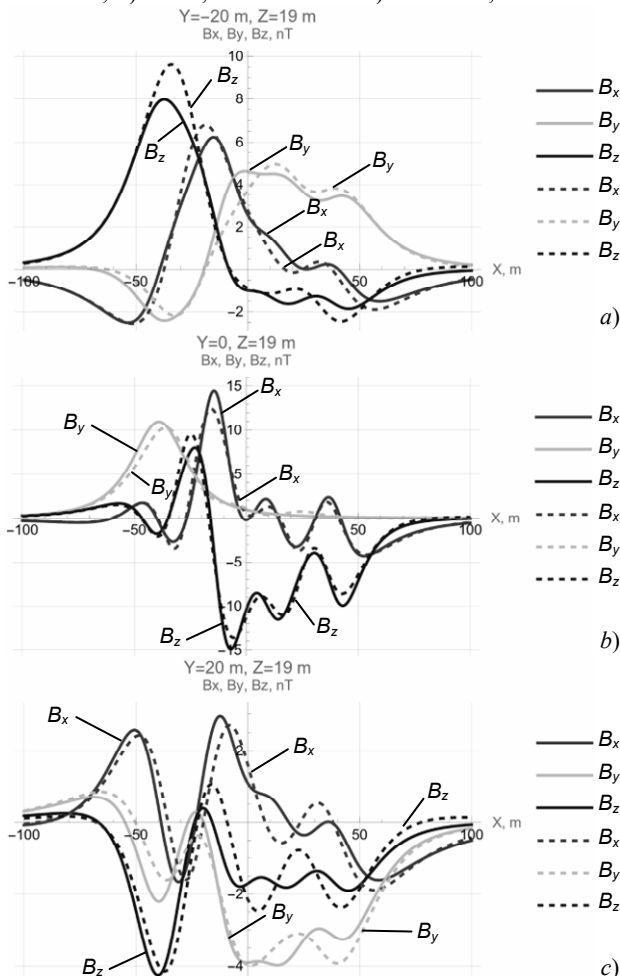 Y=−20 m, Z=19 m
Bx, By, Bz, nT
10
8
6
4
2
−2
−100
−50
50
100
X, m
Bz
Bz
By
By
Bx
Bx
Bx
By
Bz
Bx
By
Bz
a)
Y=0, Z=19 m
Bx, By, Bz, nT
15
10
5
−5
−10
−15
−100
−50
50
100
X, m
Bx
By
Bx
By
Bz
Bz
Bx
By
Bz
Bx
By
Bz
b)
Y=20 m, Z=19 m
Bx, By, Bz, nT
2
−2
−4
−100
−50
50
100
X, m
Bx
Bx
Bz
By
By
Bz
Bx
By
Bz
Bx
By
Bz
c)